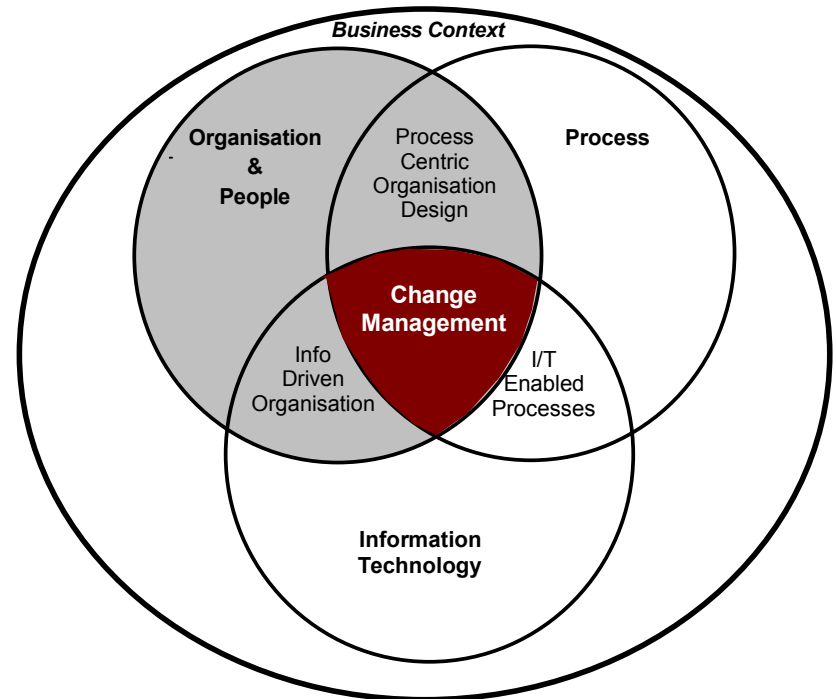 Business Context
Organisation
&
People
Process
Centric
Organisation
Design
Process
Change
Management
Info
Driven
Organisation
I/T
Enabled
Processes
Information
Technology